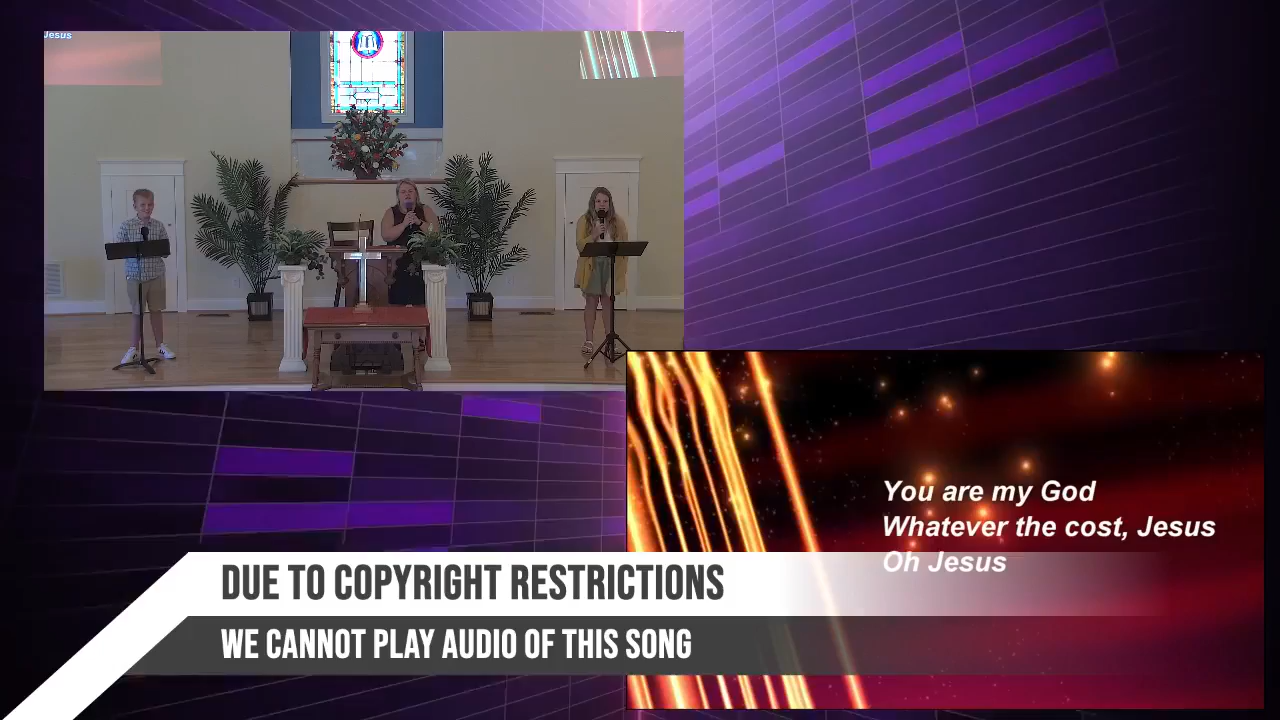 Jesus
You are my God
Whatever the cost, Jesus
Oh Jesus
DUE TO COPYRIGHT RESTRICTIONS
WE CANNOT PLAY AUDIO OF THIS SONG